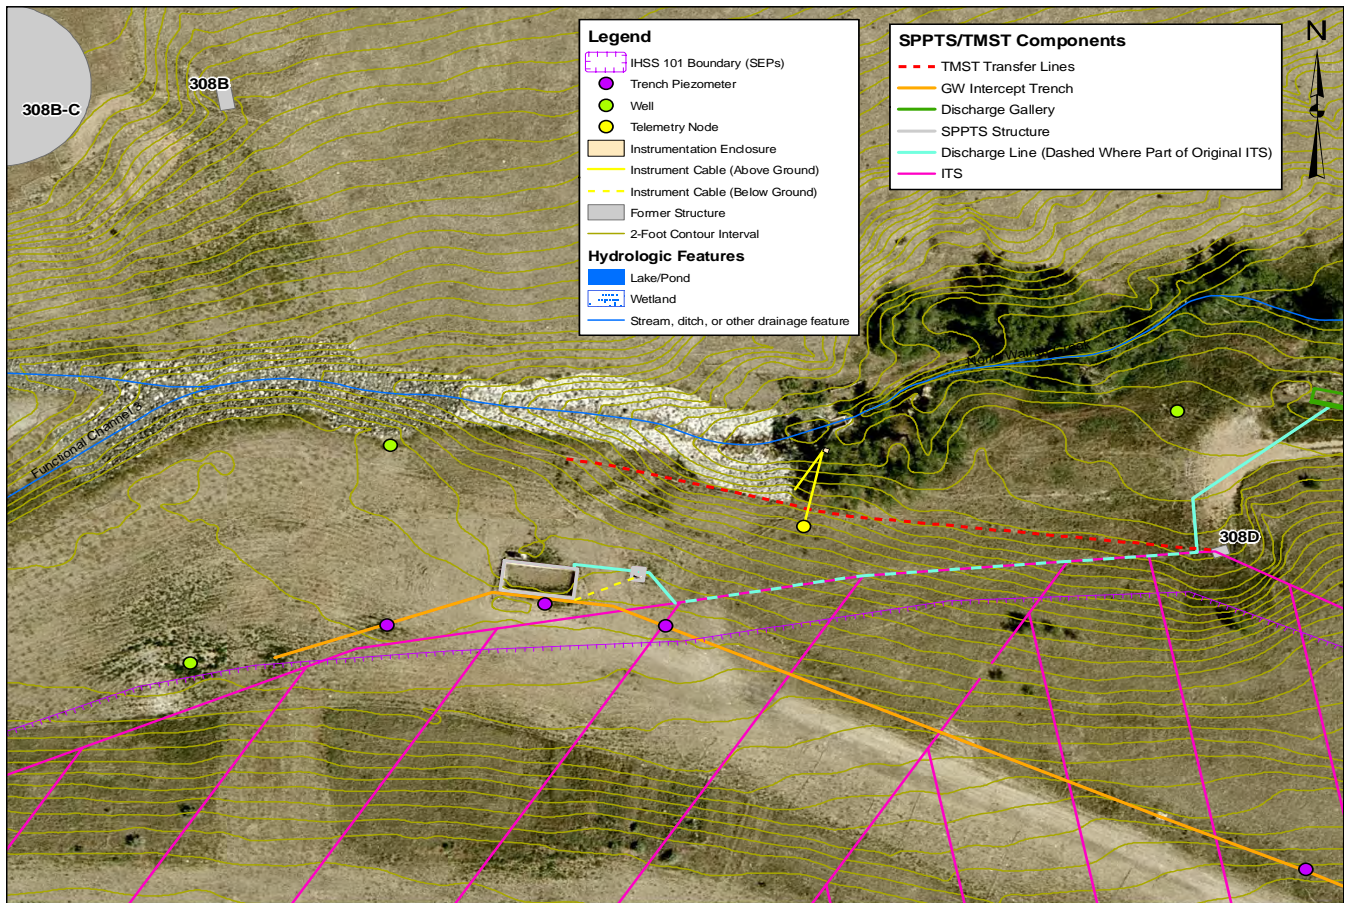 308B
308B-C
Legend
IHSS 101 Boundary (SEPs)
Trench Piezometer
Well
Telemetry Node
Instrumentation Enclosure
Instrument Cable (Above Ground)
Instrument Cable (Below Ground)
Former Structure
2-Foot Contour Interval
Hydrologic Features
Lake/Pond
Wetland
Stream, ditch, or other drainage feature
SPPTS/TMST Components
TMST Transfer Lines
GW Intercept Trench
Discharge Gallery
SPPTS Structure
Discharge Line (Dashed Where Part of Original ITS)
ITS
N
Functional Channel 3
308D